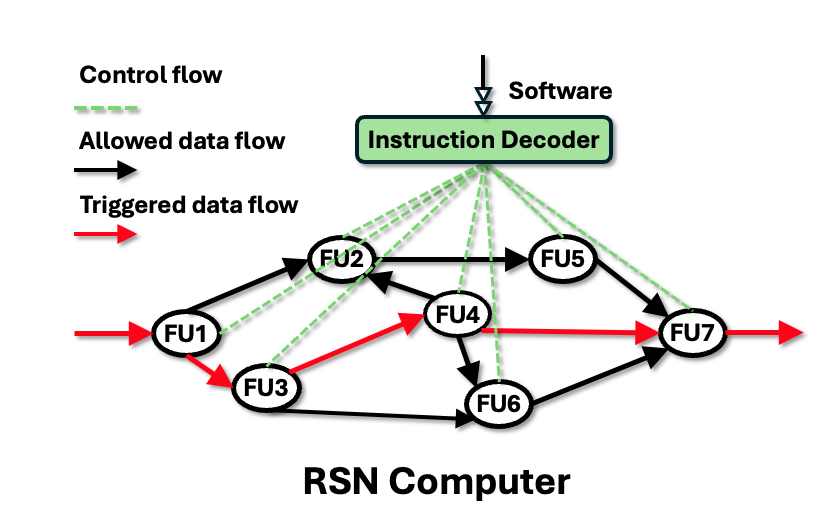 Control flow
Software
Allowed data flow
Instruction Decoder
Triggered data flow
FU2
FU5
FU4
FU1
FU7
FU3
FU6
RSN Computer